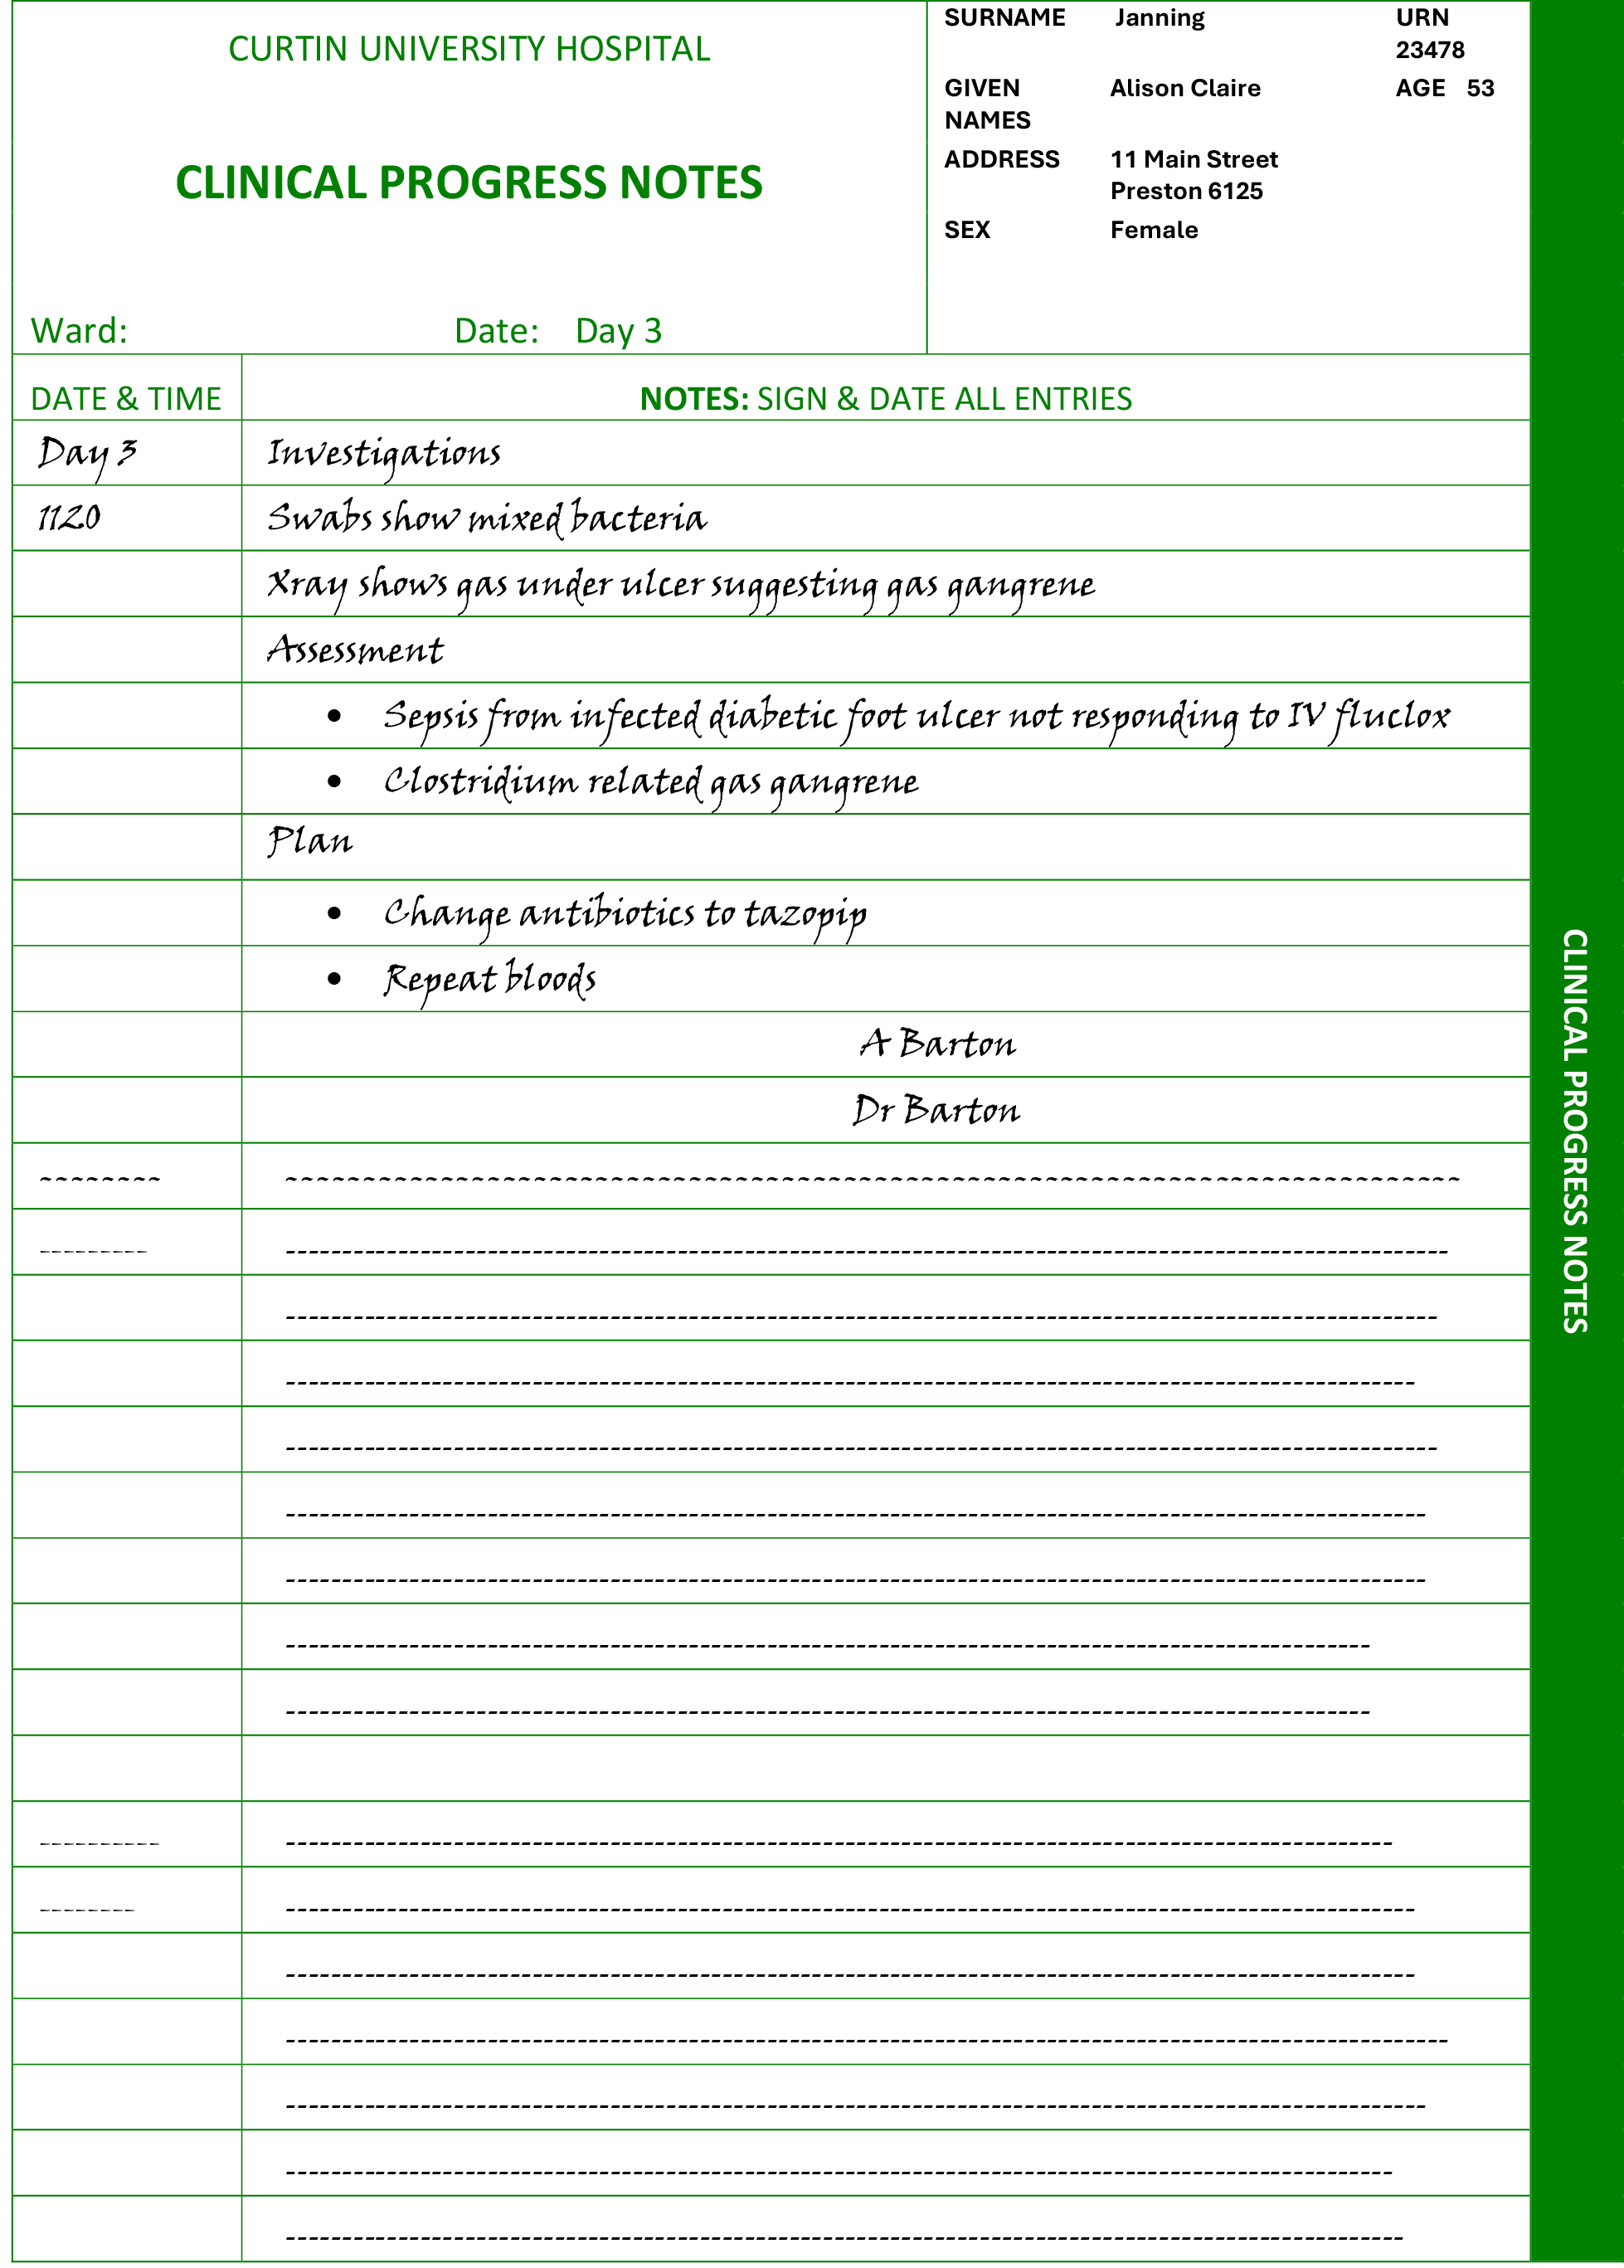 CURTIN UNIVERSITY HOSPITAL
CLINICAL PROGRESS NOTES
Ward: Date: Day 3
SURNAME Janning URN
23478
GIVEN Alison Claire AGE 53
NAMES
ADDRESS 11 Main Street
Preston 6125
SEX Female
DATE & TIME NOTES: SIGN & DATE ALL ENTRIES
Day 3 Investigations
1120 Swabs show mixed bacteria
Xray shows gas under ulcer suggesting gas gangrene
Assessment
• Sepsis from infected diabetic foot ulcer not responding to IV fluclox
• Clostridium related gas gangrene
Plan
• Change antibiotics to tazopip
• Repeat bloods
A Barton
Dr Barton
CLINICAL PROGRESS NOTES